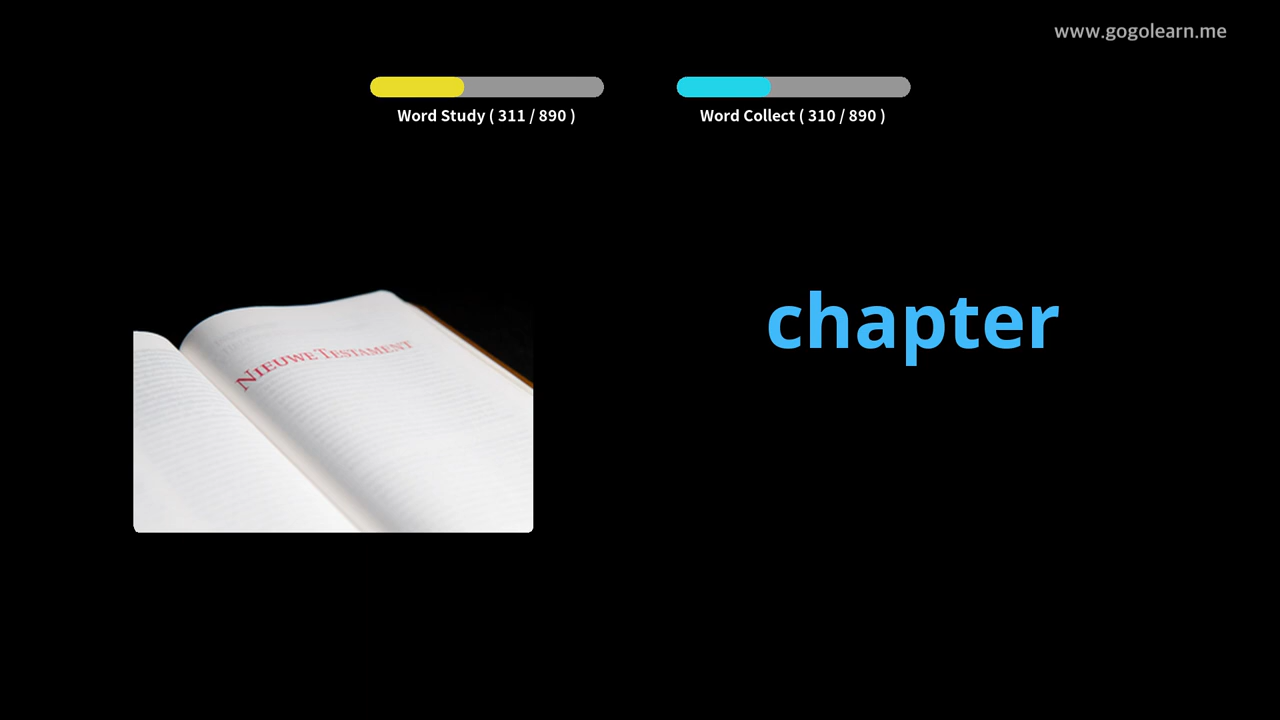 www.gogolearn.me
Word Study ( 311 / 890 )
Word Collect ( 310 / 890 )
chapter
NIEUWE TESTAMENT